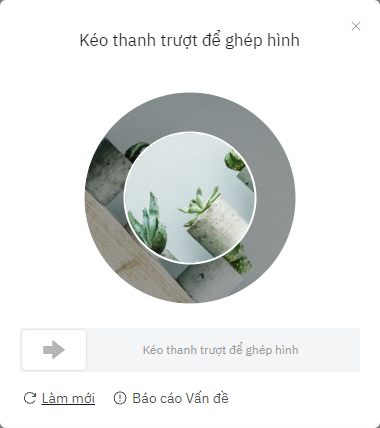 Kéo thanh trượt để ghép hình
Kéo thanh trượt để ghép hình
Làm mới
Báo cáo Vấn đề